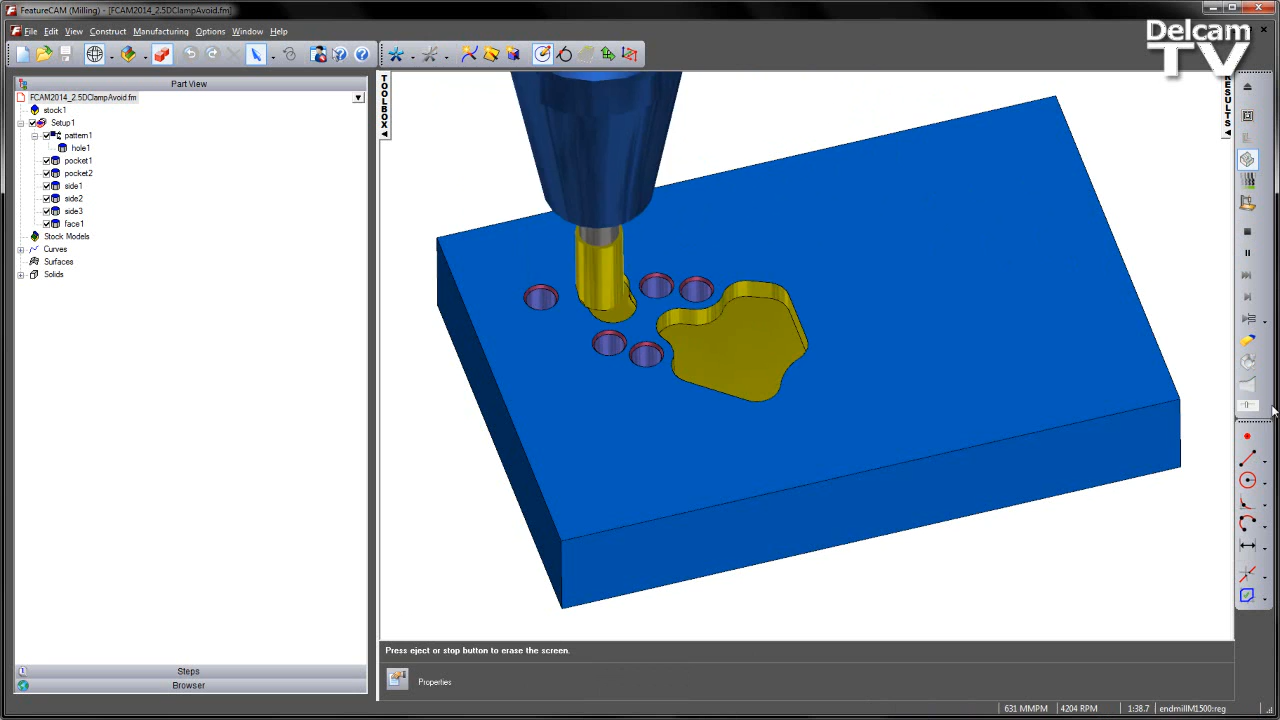 FeatureCAM (Milling) - [FCAM2014_2.5DClampAvoid.fm]
Delcam
TV
File Edit View Construct Manufacturing Options Window Help
Part View
FCAM2014_2.5DClampAvoid.fm
stock1
Setup1
pattern1
hole1
pocket1
pocket2
side1
side2
side3
face1
Stock Models
Curves
Surfaces
Solids
Steps
Browser
TOOLBOX
RESULTS
Press eject or stop button to erase the screen.
Properties
631 MMPM 4204 RPM 1:38.7 endmillM1500:reg